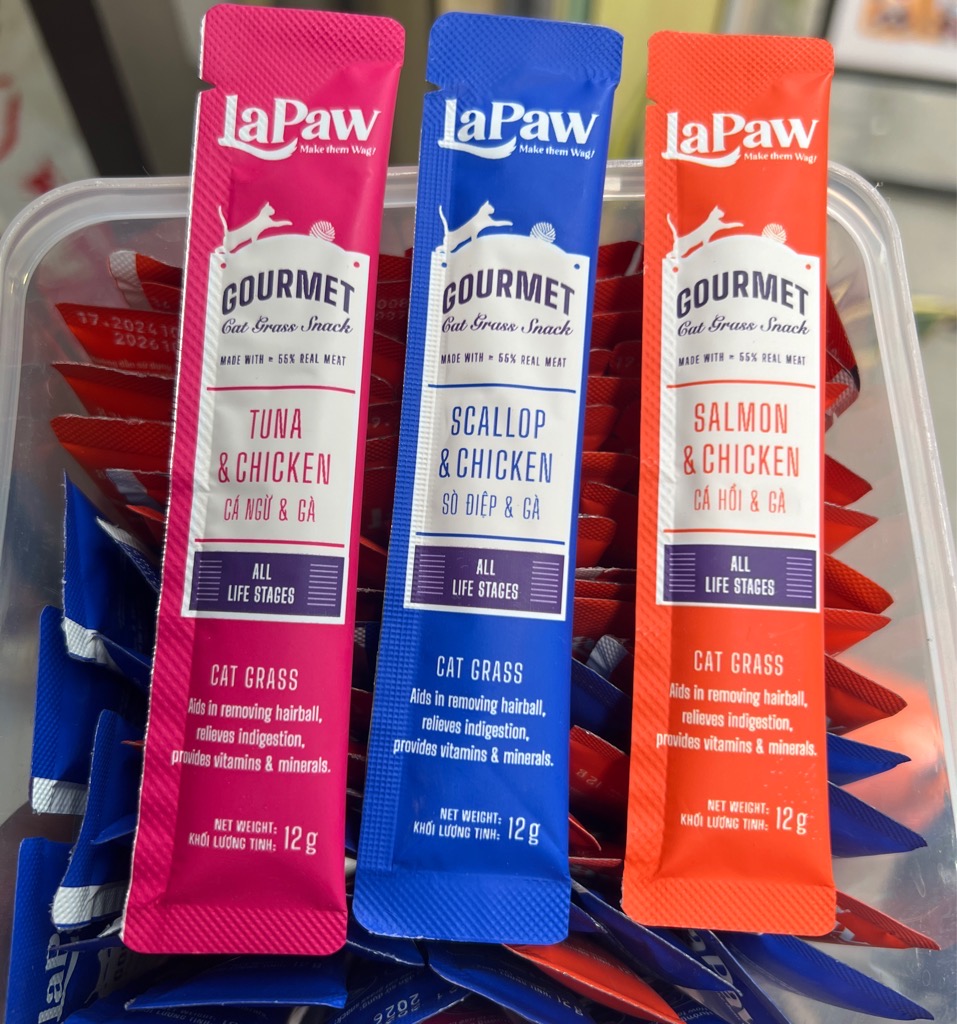 LaPaw
Make them Wag!
GOURMET
Cat Grass Snack
MADE WITH ≈ 55% REAL MEAT
TUNA
& CHICKEN
CÁ NGỪ & GÀ
ALL
LIFE STAGES
CAT GRASS
Aids in removing hairball,
relieves indigestion,
provides vitamins & minerals.
NET WEIGHT:
KHỐI LƯỢNG TỊNH: 12 g
LaPaw
Make them Wag!
GOURMET
Cat Grass Snack
MADE WITH ≈ 55% REAL MEAT
SCALLOP
& CHICKEN
SÒ ĐIỆP & GÀ
ALL
LIFE STAGES
CAT GRASS
Aids in removing hairball,
relieves indigestion,
provides vitamins & minerals.
NET WEIGHT:
KHỐI LƯỢNG TỊNH: 12 g
LaPaw
Make them Wag!
GOURMET
Cat Grass Snack
MADE WITH ≈ 55% REAL MEAT
SALMON
& CHICKEN
CÁ HỒI & GÀ
ALL
LIFE STAGES
CAT GRASS
Aids in removing hairball,
relieves indigestion,
provides vitamins & minerals.
NET WEIGHT:
KHỐI LƯỢNG TỊNH: 12 g
2026